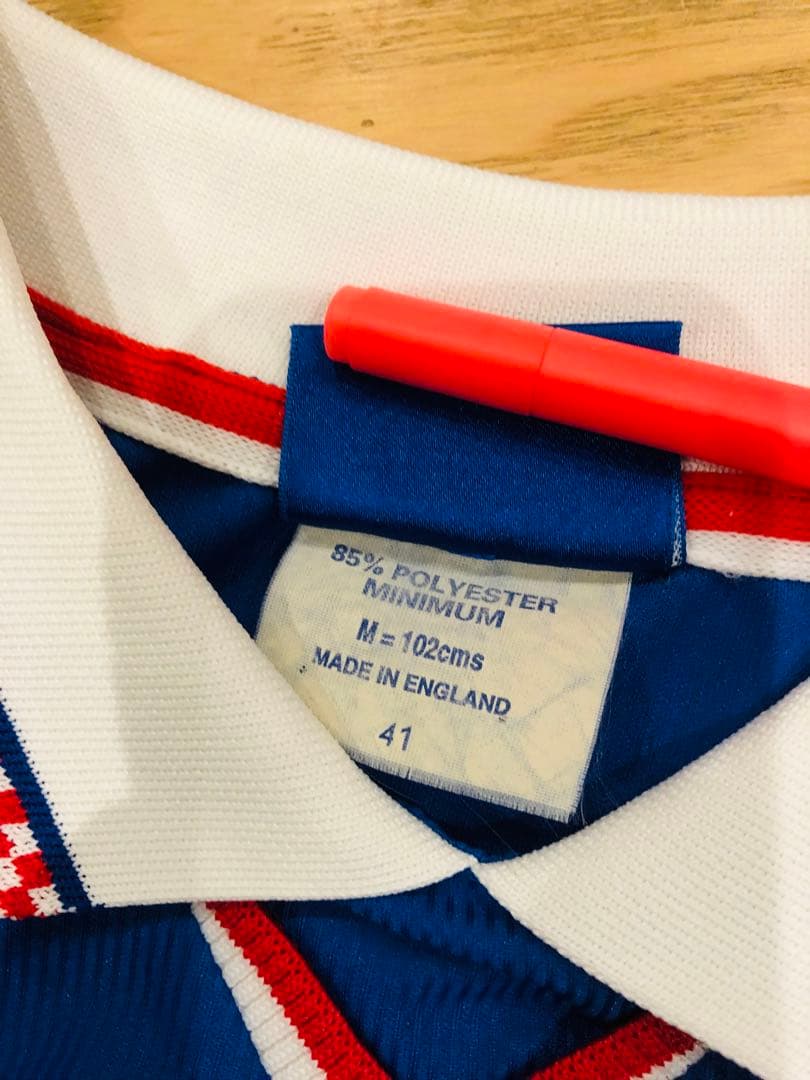 85% POLYESTER
MINIMUM
M = 102cms
MADE IN ENGLAND
41